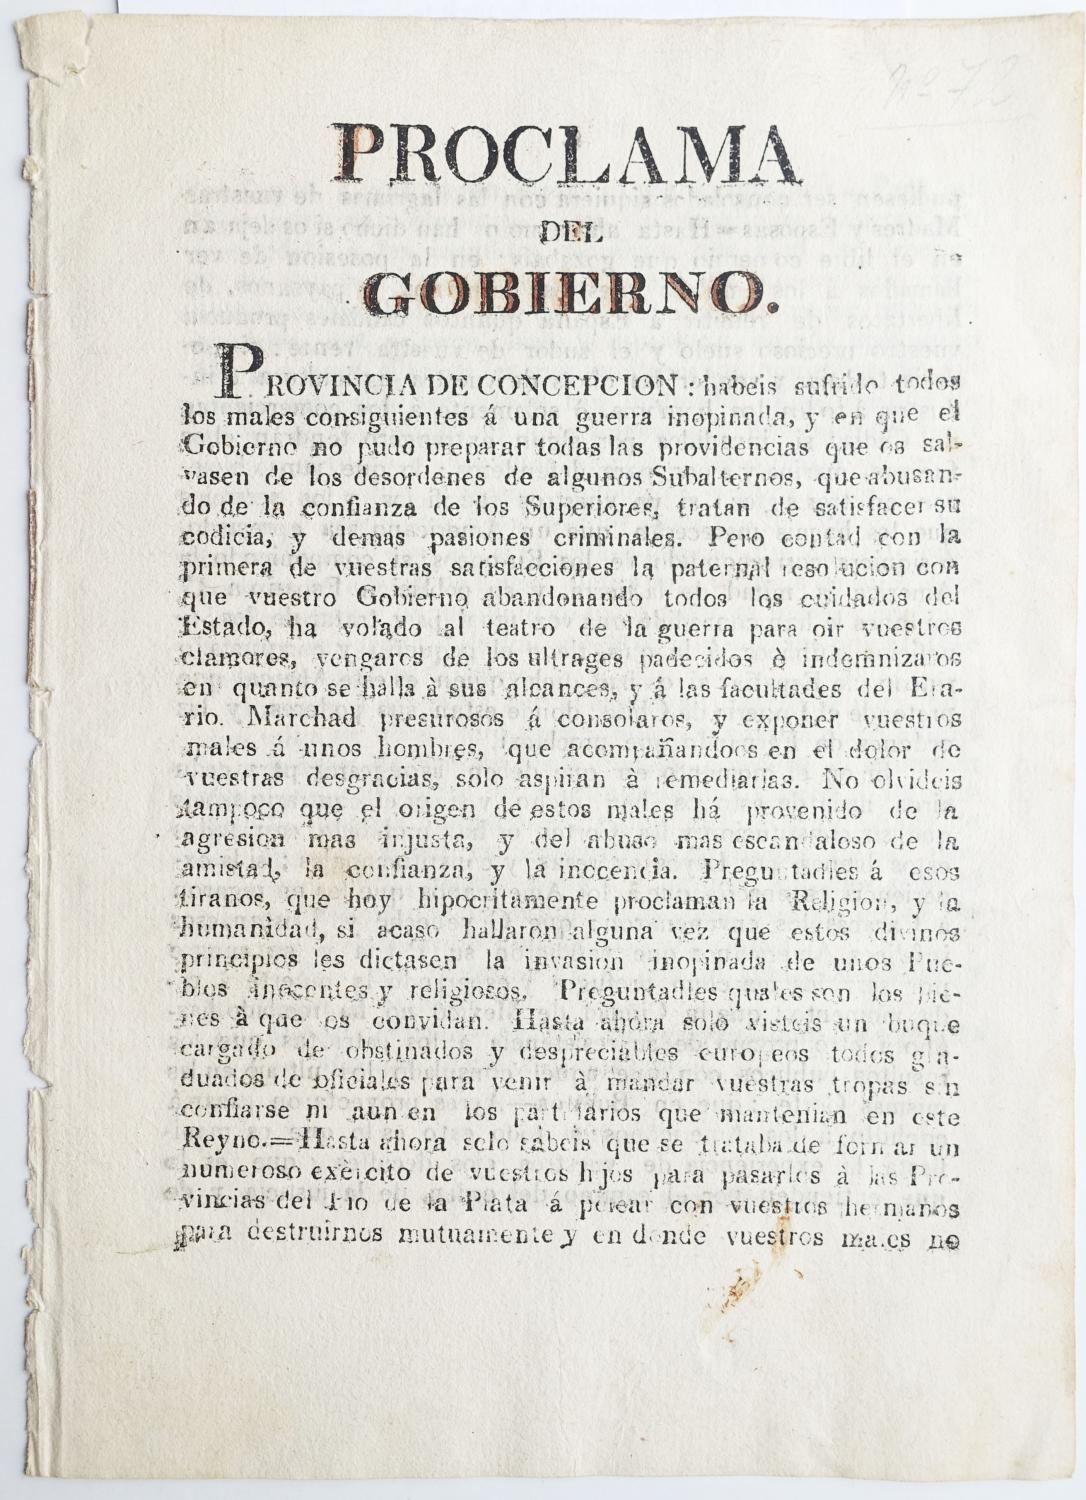 Nº 72
PROCLAMA
DEL
GOBIERNO.
PROVINCIA DE CONCEPCION : habeis sufrido todos
los males consiguientes á una guerra inopinada, y en que el
Gobierno no pudo preparar todas las providencias que os sal-
vasen de los desordenes de algunos Subalternos, que abusan-
do de la confianza de los Superiores, tratan de satisfacer su
codicia, y demas pasiones criminales. Pero contad con la
primera de vuestras satisfacciones la paternal resolucion con
que vuestro Gobierno abandonando todos los cuidados del
Estado, ha volado al teatro de la guerra para oir vuestros
clamores, vengaros de los ultrages padecidos è indemnizaros
en quanto se halla à sus alcances, y á las facultades del Era-
rio. Marchad presurosos á consolaros, y exponer vuestros
males á unos hombres, que acompañandoos en el dolor de
vuestras desgracias, solo aspiran à remediarlas. No olvideis
tampoco que el origen de estos males há provenido de la
agresion mas injusta, y del abuso mas escandaloso de la
amistad, la confianza, y la inocencia. Preguntadles á esos
tiranos, que hoy hipocritamente proclaman la Religion, y la
humanidad, si acaso hallaron alguna vez que estos divinos
principios les dictasen la invasion inopinada de unos Pue-
blos inocentes y religiosos. Preguntadles quales son los bie-
nes à que os convidan. Hasta ahora solo visteis un buque
cargado de obstinados y despreciables europeos todos gra-
duados de oficiales para venir à mandar vuestras tropas sin
confiarse ni aun en los partidarios que mantenian en este
Reyno.=Hasta ahora solo sabeis que se trataba de formar un
numeroso exèrcito de vuestros hijos para pasarlos à las Pro-
vincias del Rio de la Plata á pelear con vuestros hermanos
para destruirnos mutuamente y en donde vuestros males no